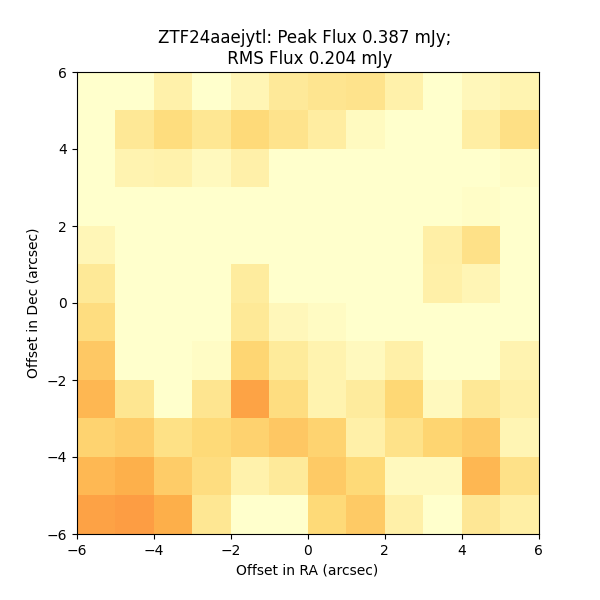 ZTF24aaejytl: Peak Flux 0.387 mJy;
RMS Flux 0.204 mJy
6
4
2
0
−2
−4
−6
Offset in Dec (arcsec)
−6 −4 −2 0 2 4 6
Offset in RA (arcsec)